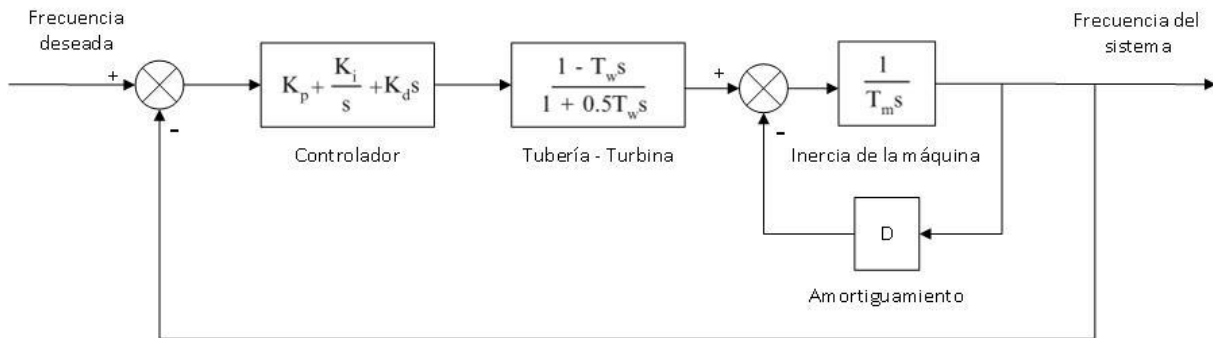 Frecuencia
deseada
Frecuencia del
sistema
+
-
K_p + K_i/s + K_d s
Controlador
1 - T_w s
1 + 0.5T_w s
Tubería - Turbina
+
-
1
T_m s
Inercia de la máquina
D
Amortiguamiento